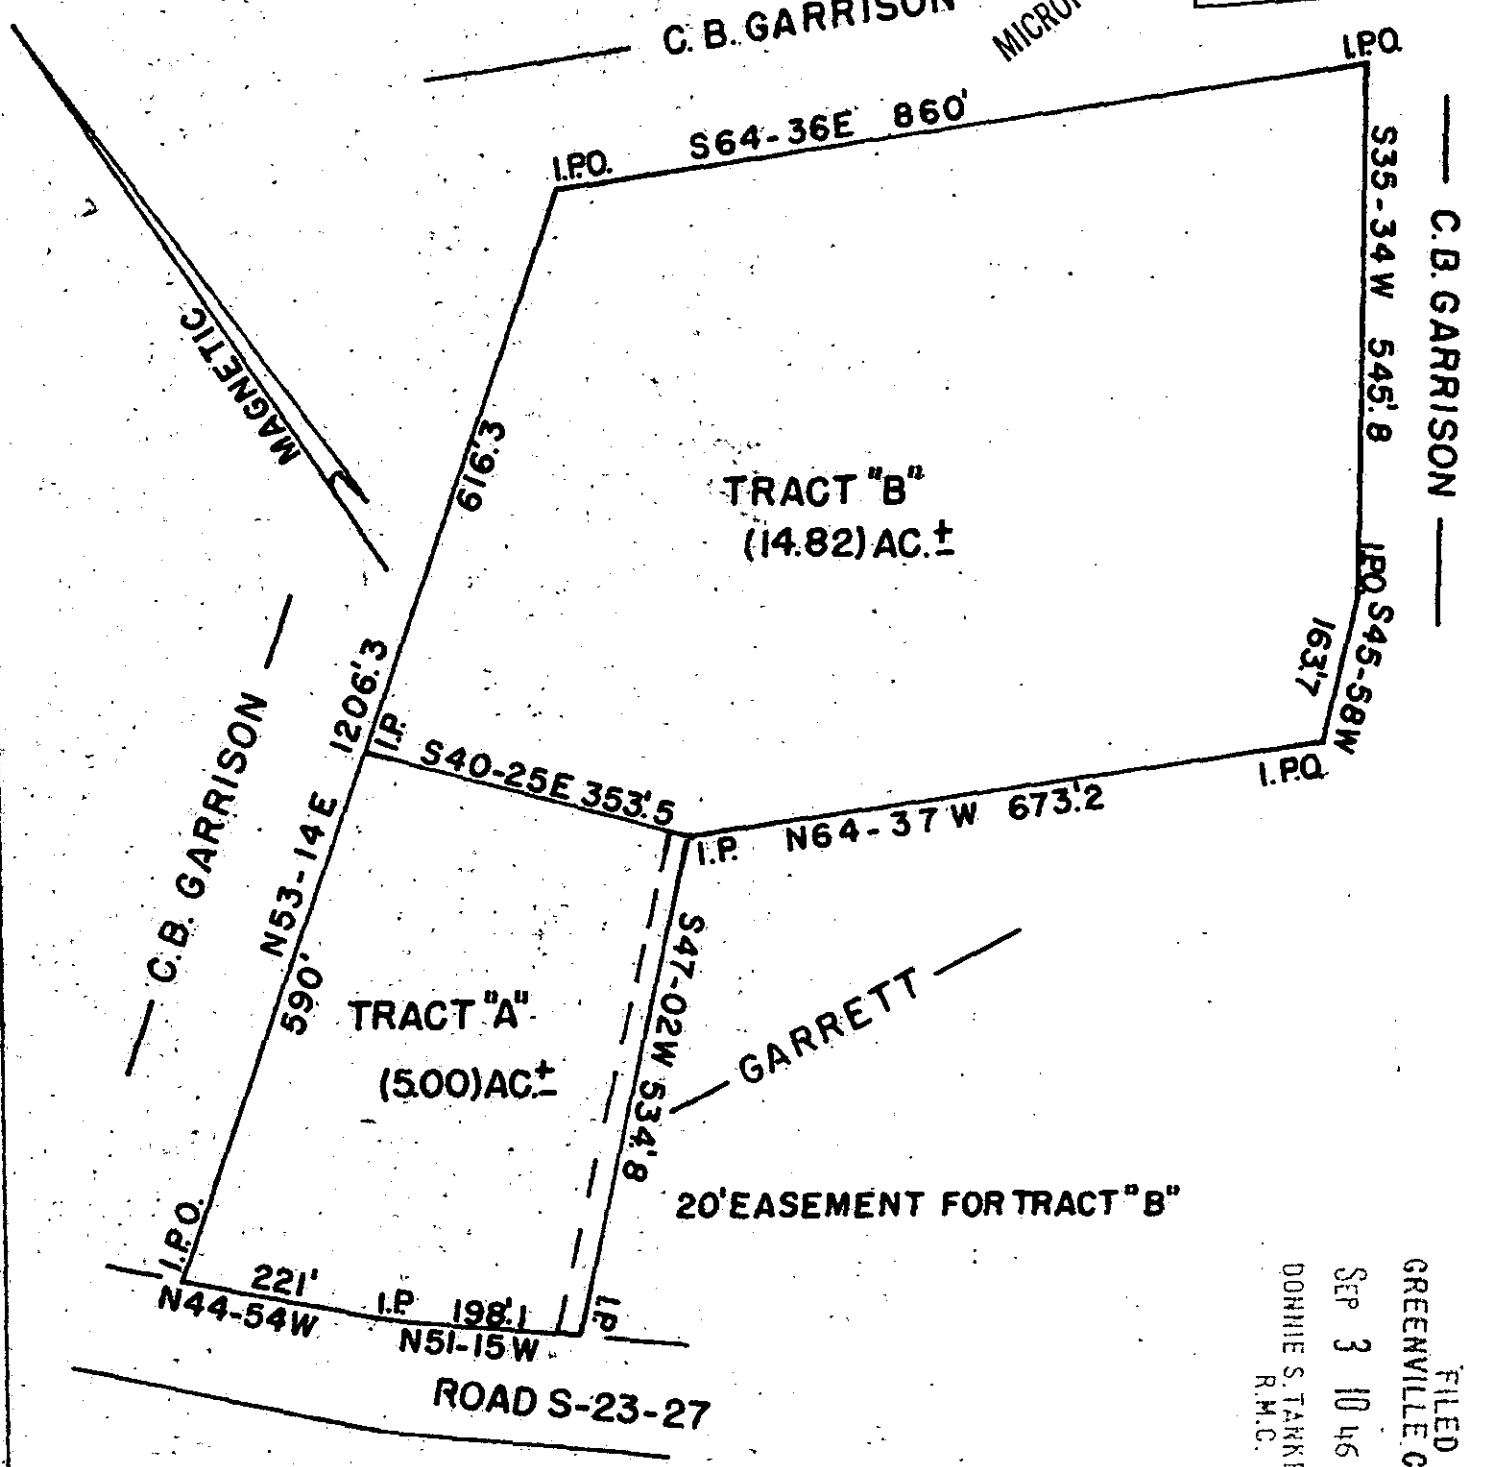 C. B. GARRISON
I.P.O.
S64-36E 860'
I.P.O.
S35-34W 545.'8
C.B. GARRISON
MAGNETIC
616.'3
TRACT "B"
(14.82) AC.±
I.P.O.
S45-58W
163.'7
1206.'3
I.P.
S40-25E 353.'5
I.P.O.
N64-37W 673.'2
I.P.
C.B. GARRISON
N53-14E
590'
TRACT "A"
(5.00) AC.±
S47-02W 534.'8
GARRETT
20' EASEMENT FOR TRACT "B"
I.P.O.
221'
N44-54W
I.P.
198.'1
N51-15W
I.P.
ROAD S-23-27
FILED
GREENVILLE
SEP 3 10 46
DONNIE S.
R.M.C.